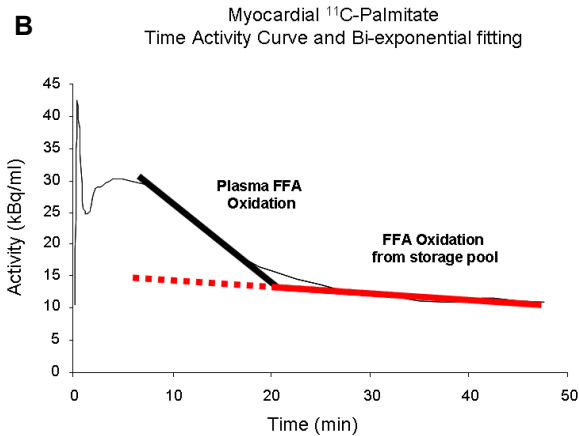 B
Myocardial ¹¹C-Palmitate
Time Activity Curve and Bi-exponential fitting
Activity (kBq/ml)
45
40
35
30
25
20
15
10
5
0
Plasma FFA
Oxidation
FFA Oxidation
from storage pool
0 10 20 30 40 50
Time (min)